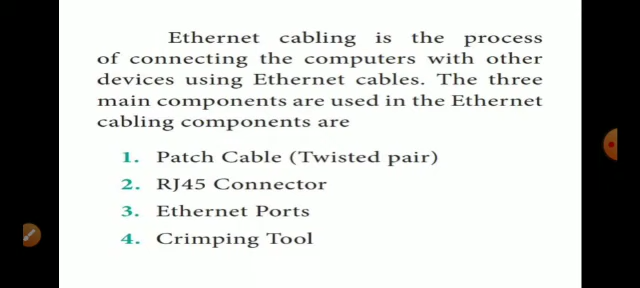 Ethernet cabling is the process
of connecting the computers with other
devices using Ethernet cables. The three
main components are used in the Ethernet
cabling components are
1. Patch Cable (Twisted pair)
2. RJ45 Connector
3. Ethernet Ports
4. Crimping Tool